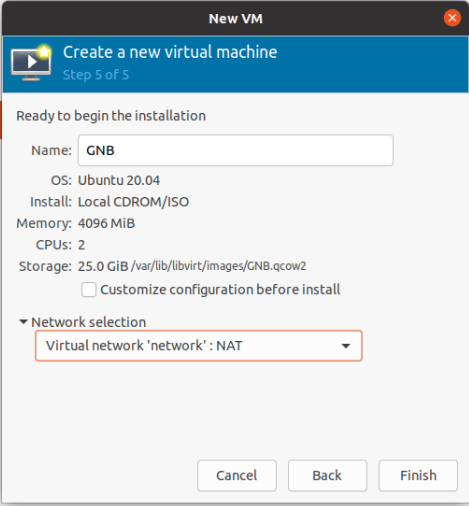 New VM
Create a new virtual machine
Step 5 of 5
Ready to begin the installation
Name: GNB
OS: Ubuntu 20.04
Install: Local CDROM/ISO
Memory: 4096 MiB
CPUs: 2
Storage: 25.0 GiB /var/lib/libvirt/images/GNB.qcow2
Customize configuration before install
Network selection
Virtual network 'network' : NAT
Cancel Back Finish